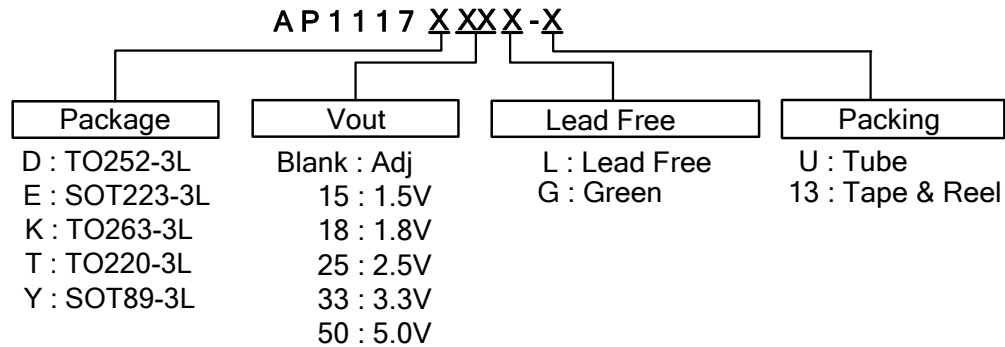 AP1117 X XX X - X
Package Vout Lead Free Packing
D : TO252-3L Blank : Adj L : Lead Free U : Tube
E : SOT223-3L 15 : 1.5V G : Green 13 : Tape & Reel
K : TO263-3L 18 : 1.8V
T : TO220-3L 25 : 2.5V
Y : SOT89-3L 33 : 3.3V
50 : 5.0V